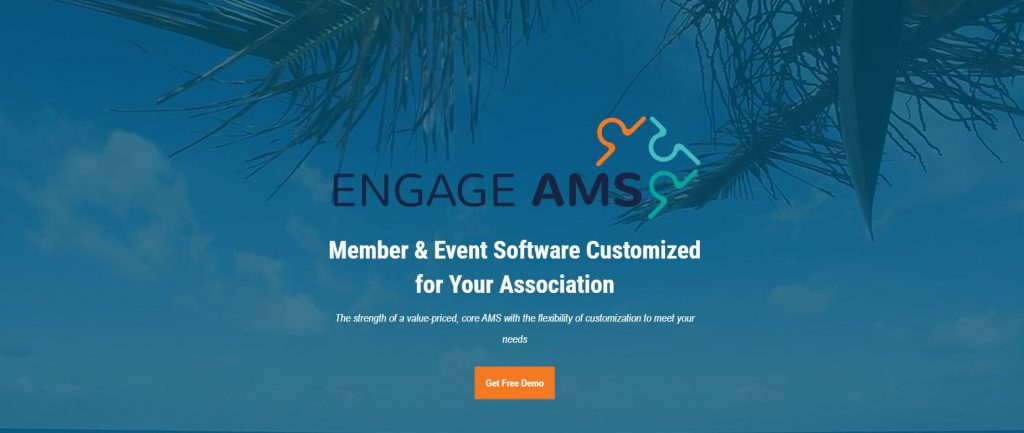 ENGAGE AMS
Member & Event Software Customized
for Your Association
The strength of a value-priced, core AMS with the flexibility of customization to meet your
needs
Get Free Demo